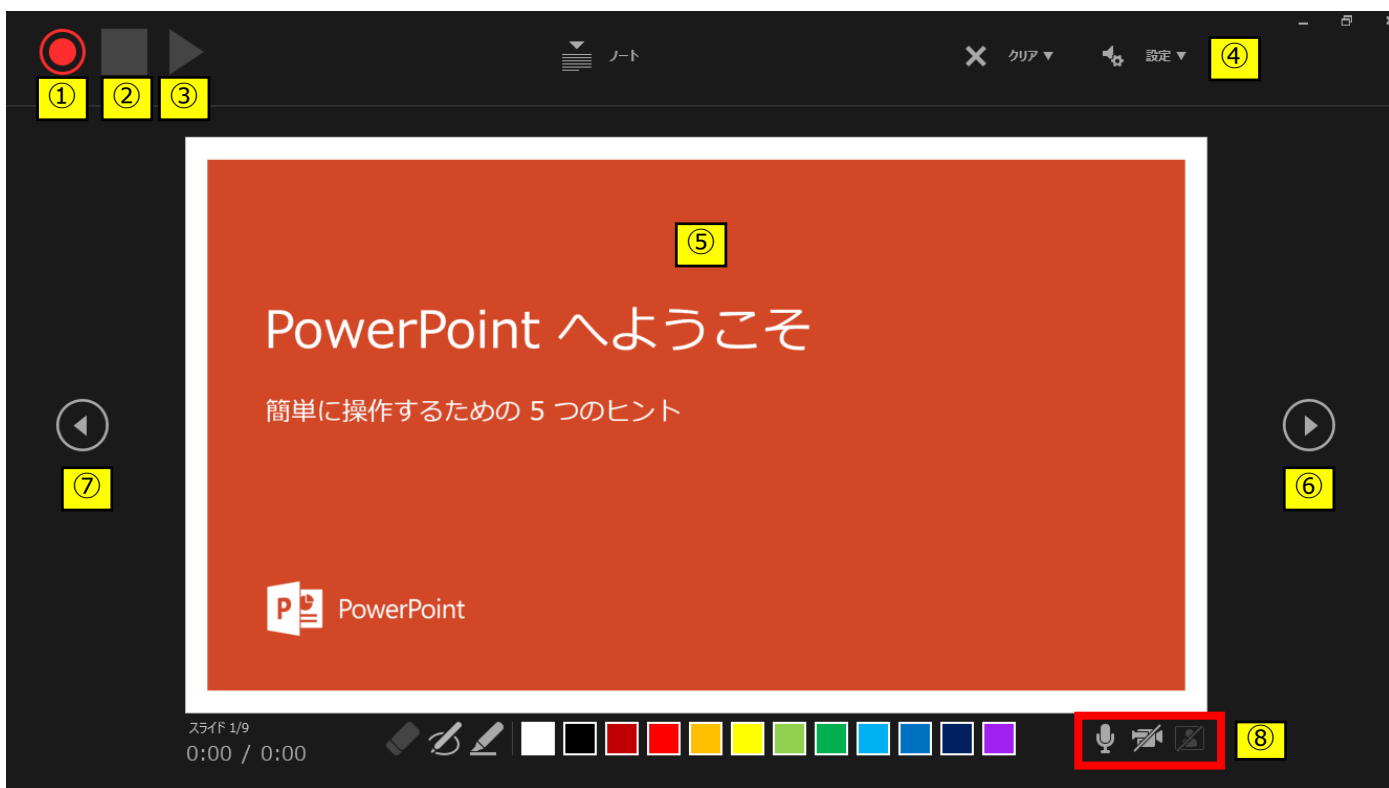 ノート
クリア ▼
設定 ▼
④
①
②
③
⑤
PowerPoint へようこそ
簡単に操作するための 5 つのヒント
⑦
⑥
P
PowerPoint
スライド 1/9
0:00 / 0:00
⑧